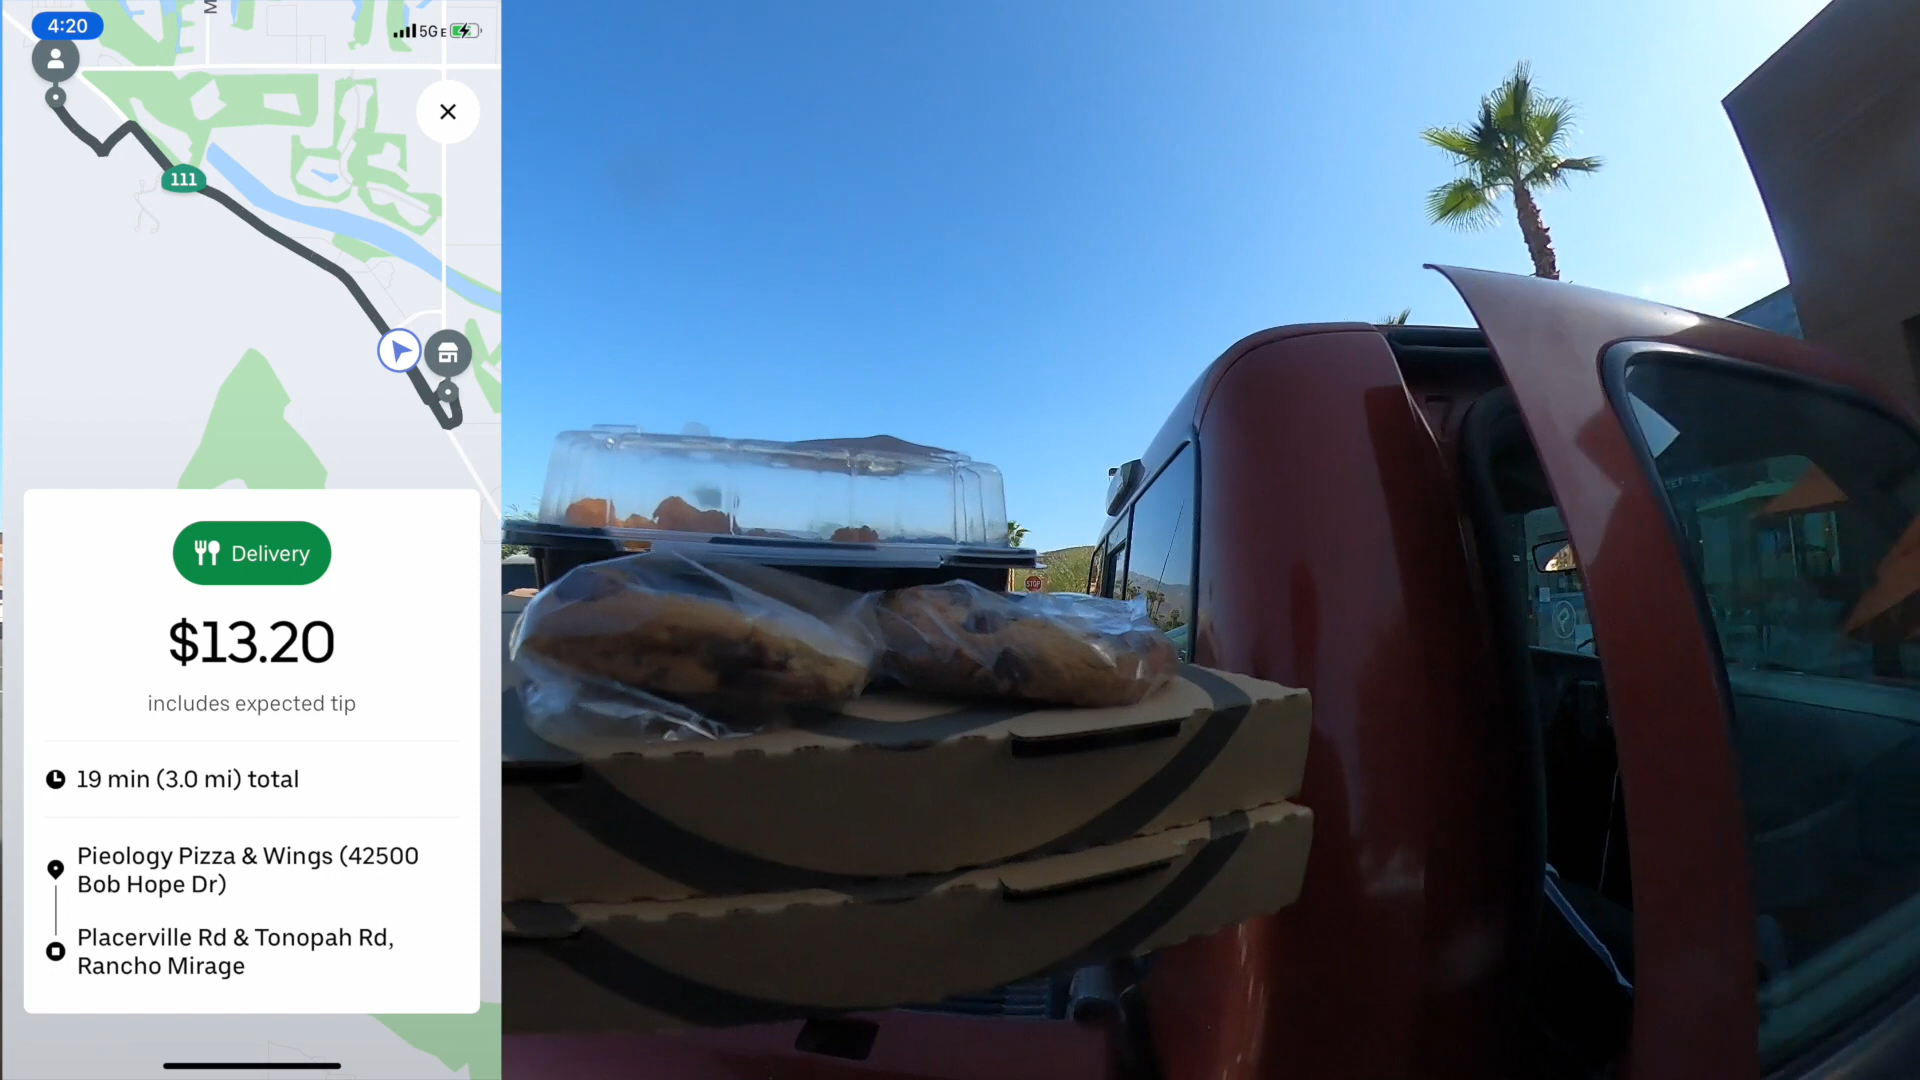 4:20
5G E
M
111
Delivery
$13.20
includes expected tip
19 min (3.0 mi) total
Pieology Pizza & Wings (42500
Bob Hope Dr)
Placerville Rd & Tonopah Rd,
Rancho Mirage
STOP